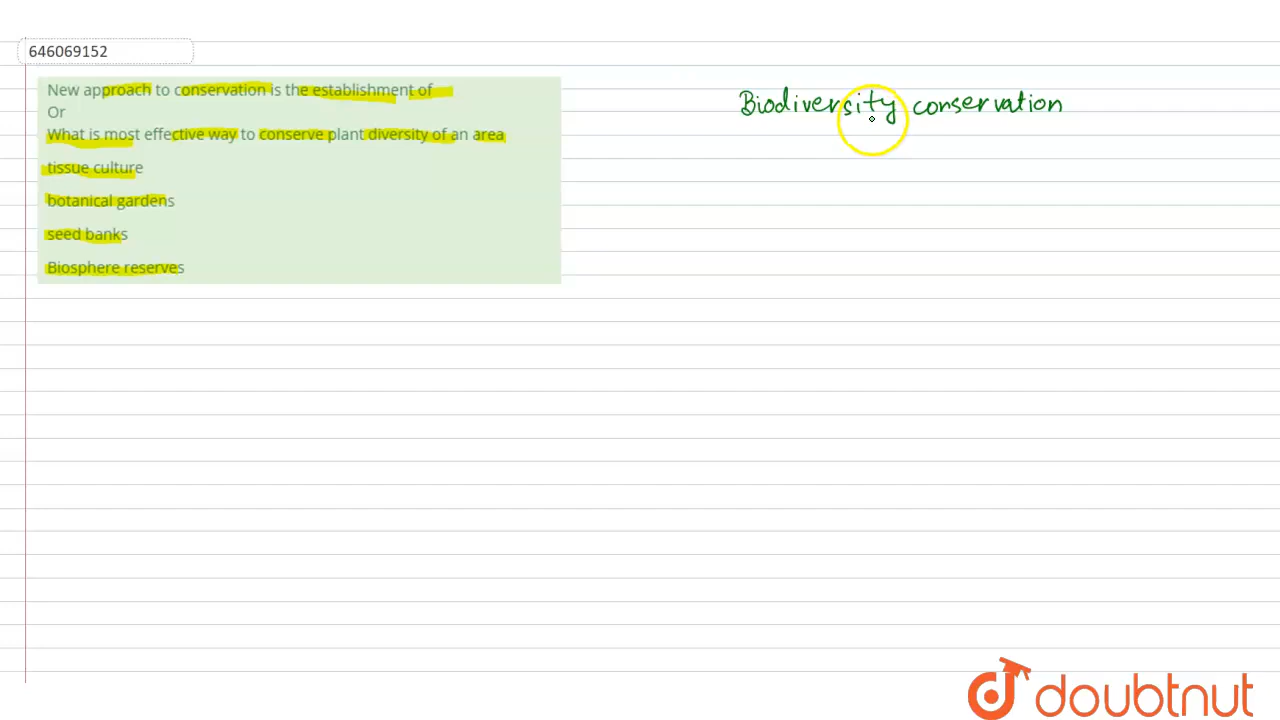 646069152
New approach to conservation is the establishment of
Or
What is most effective way to conserve plant diversity of an area
tissue culture
botanical gardens
seed banks
Biosphere reserves
Biodiversity conservation
doubtnut